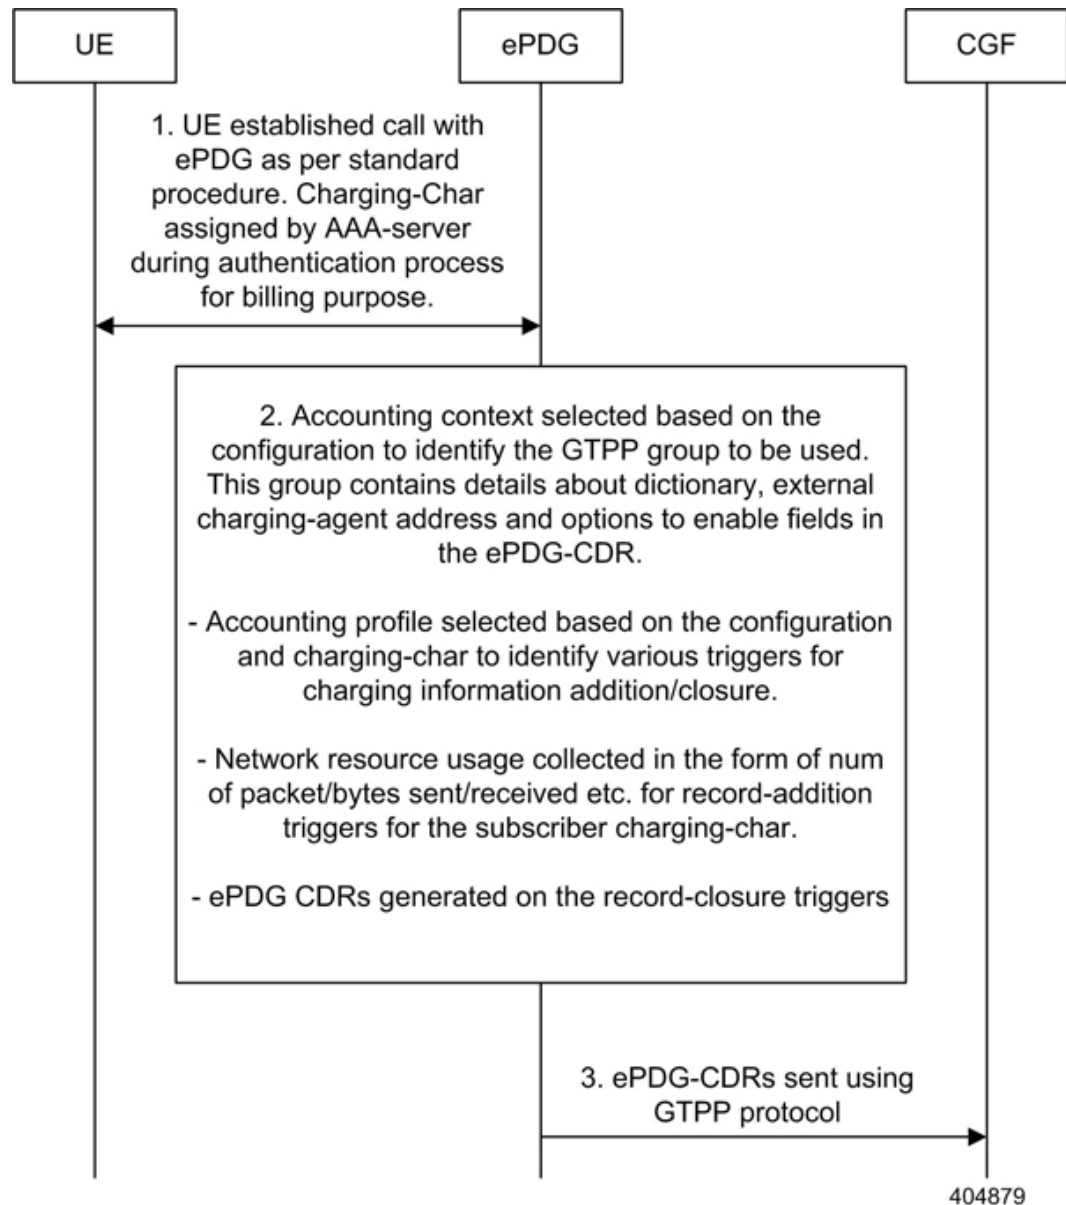 UE
ePDG
CGF
1. UE established call with
ePDG as per standard
procedure. Charging-Char
assigned by AAA-server
during authentication process
for billing purpose.
2. Accounting context selected based on the
configuration to identify the GTPP group to be used.
This group contains details about dictionary, external
charging-agent address and options to enable fields in
the ePDG-CDR.
- Accounting profile selected based on the configuration
and charging-char to identify various triggers for
charging information addition/closure.
- Network resource usage collected in the form of num
of packet/bytes sent/received etc. for record-addition
triggers for the subscriber charging-char.
- ePDG CDRs generated on the record-closure triggers
3. ePDG-CDRs sent using
GTPP protocol
404879